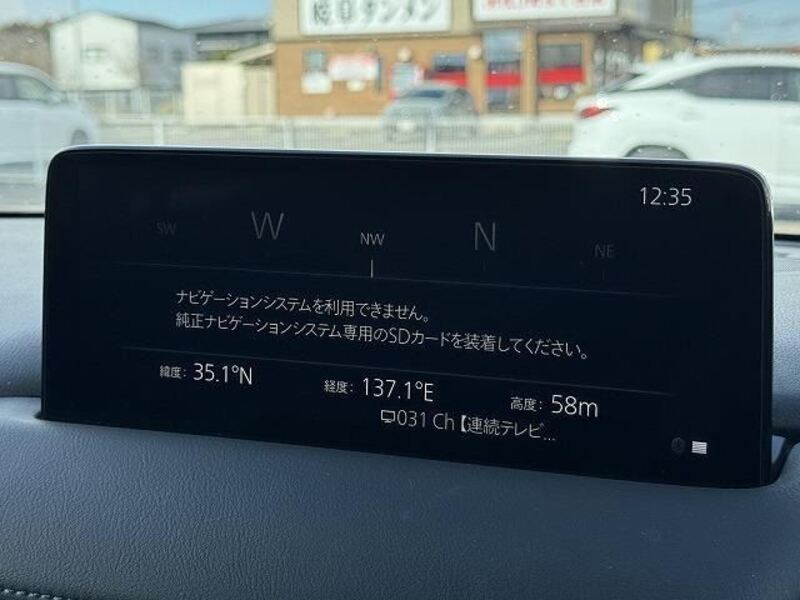 岐阜タンメン
12:35
SW W NW N NE
ナビゲーションシステムを利用できません。
純正ナビゲーションシステム専用のSDカードを装着してください。
緯度: 35.1°N 経度: 137.1°E 高度: 58m
031 Ch【連続テレビ...